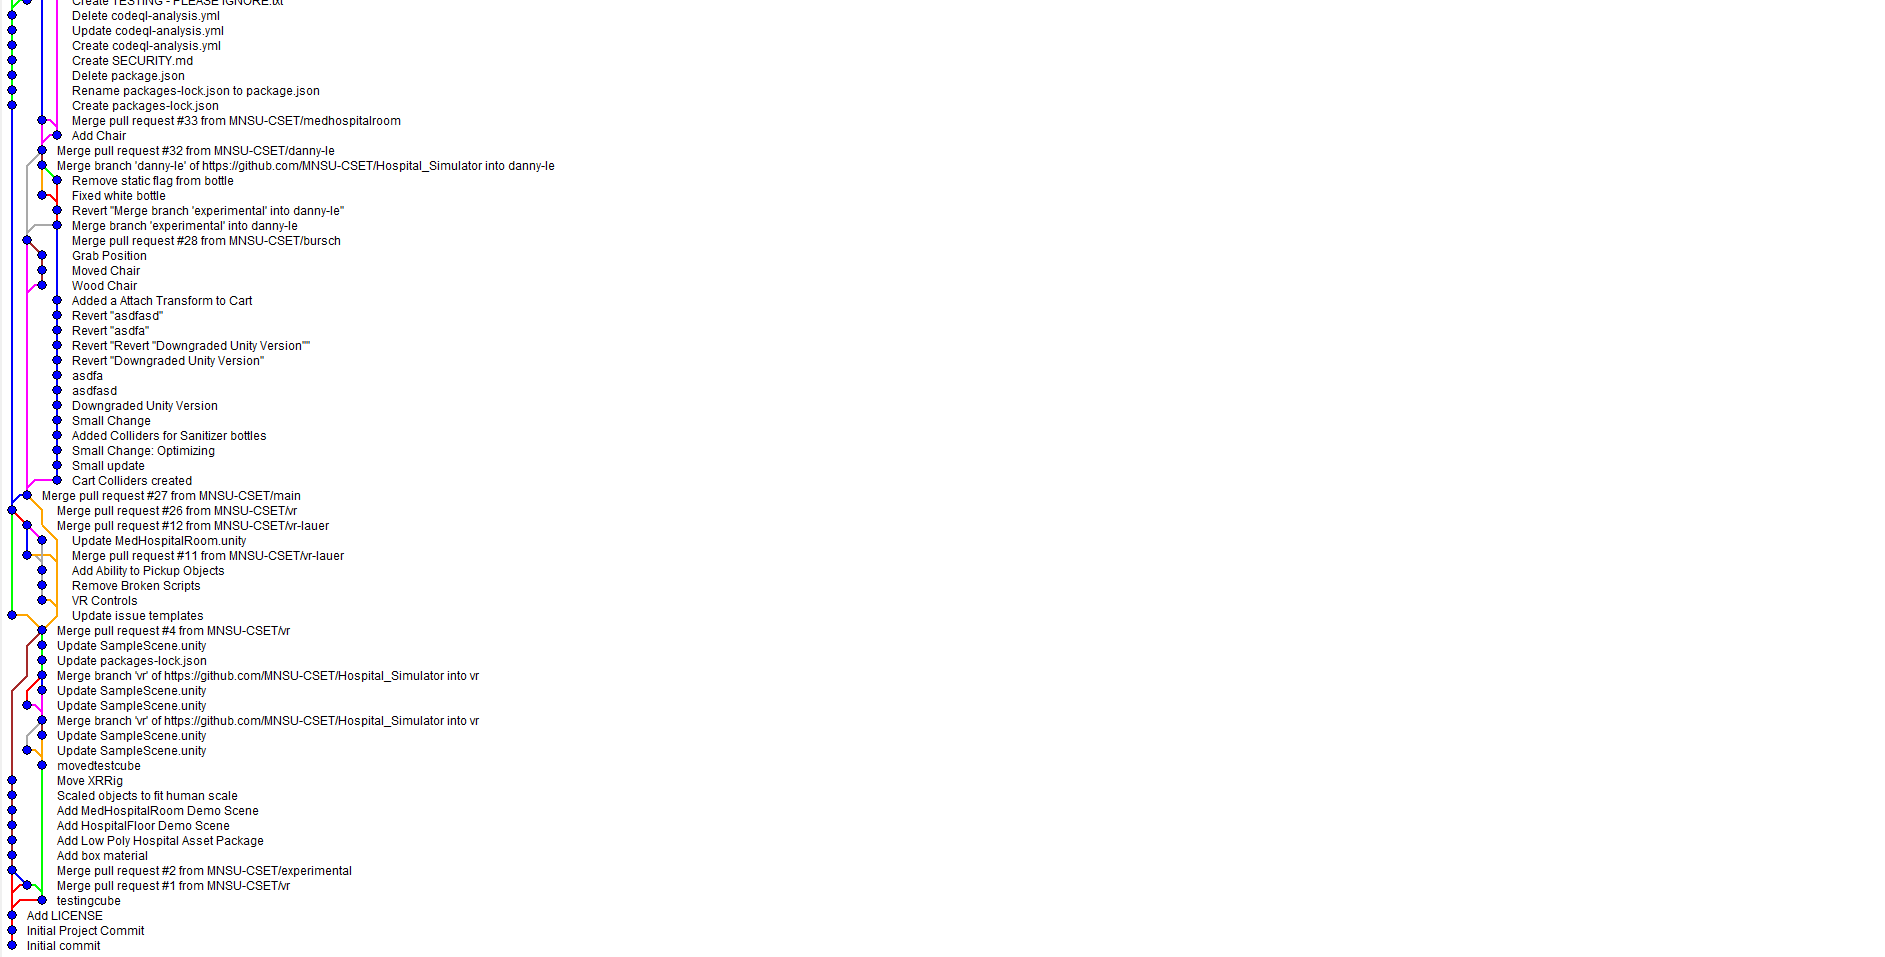 Create TESTING - PLEASE IGNORE.txt
Delete codeql-analysis.yml
Update codeql-analysis.yml
Create codeql-analysis.yml
Create SECURITY.md
Delete package.json
Rename packages-lock.json to package.json
Create packages-lock.json
Merge pull request #33 from MNSU-CSET/medhospitalroom
Add Chair
Merge pull request #32 from MNSU-CSET/danny-le
Merge branch 'danny-le' of https://github.com/MNSU-CSET/Hospital_Simulator into danny-le
Remove static flag from bottle
Fixed white bottle
Revert "Merge branch 'experimental' into danny-le"
Merge branch 'experimental' into danny-le
Merge pull request #28 from MNSU-CSET/bursch
Grab Position
Moved Chair
Wood Chair
Added a Attach Transform to Cart
Revert "asdfasd"
Revert "asdfa"
Revert "Revert "Downgraded Unity Version""
Revert "Downgraded Unity Version"
asdfa
asdfasd
Downgraded Unity Version
Small Change
Added Colliders for Sanitizer bottles
Small Change: Optimizing
Small update
Cart Colliders created
Merge pull request #27 from MNSU-CSET/main
Merge pull request #26 from MNSU-CSET/vr
Merge pull request #12 from MNSU-CSET/vr-lauer
Update MedHospitalRoom.unity
Merge pull request #11 from MNSU-CSET/vr-lauer
Add Ability to Pickup Objects
Remove Broken Scripts
VR Controls
Update issue templates
Merge pull request #4 from MNSU-CSET/vr
Update SampleScene.unity
Update packages-lock.json
Merge branch 'vr' of https://github.com/MNSU-CSET/Hospital_Simulator into vr
Update SampleScene.unity
Update SampleScene.unity
Merge branch 'vr' of https://github.com/MNSU-CSET/Hospital_Simulator into vr
Update SampleScene.unity
Update SampleScene.unity
movedtestcube
Move XRRig
Scaled objects to fit human scale
Add MedHospitalRoom Demo Scene
Add HospitalFloor Demo Scene
Add Low Poly Hospital Asset Package
Add box material
Merge pull request #2 from MNSU-CSET/experimental
Merge pull request #1 from MNSU-CSET/vr
testingcube
Add LICENSE
Initial Project Commit
Initial commit